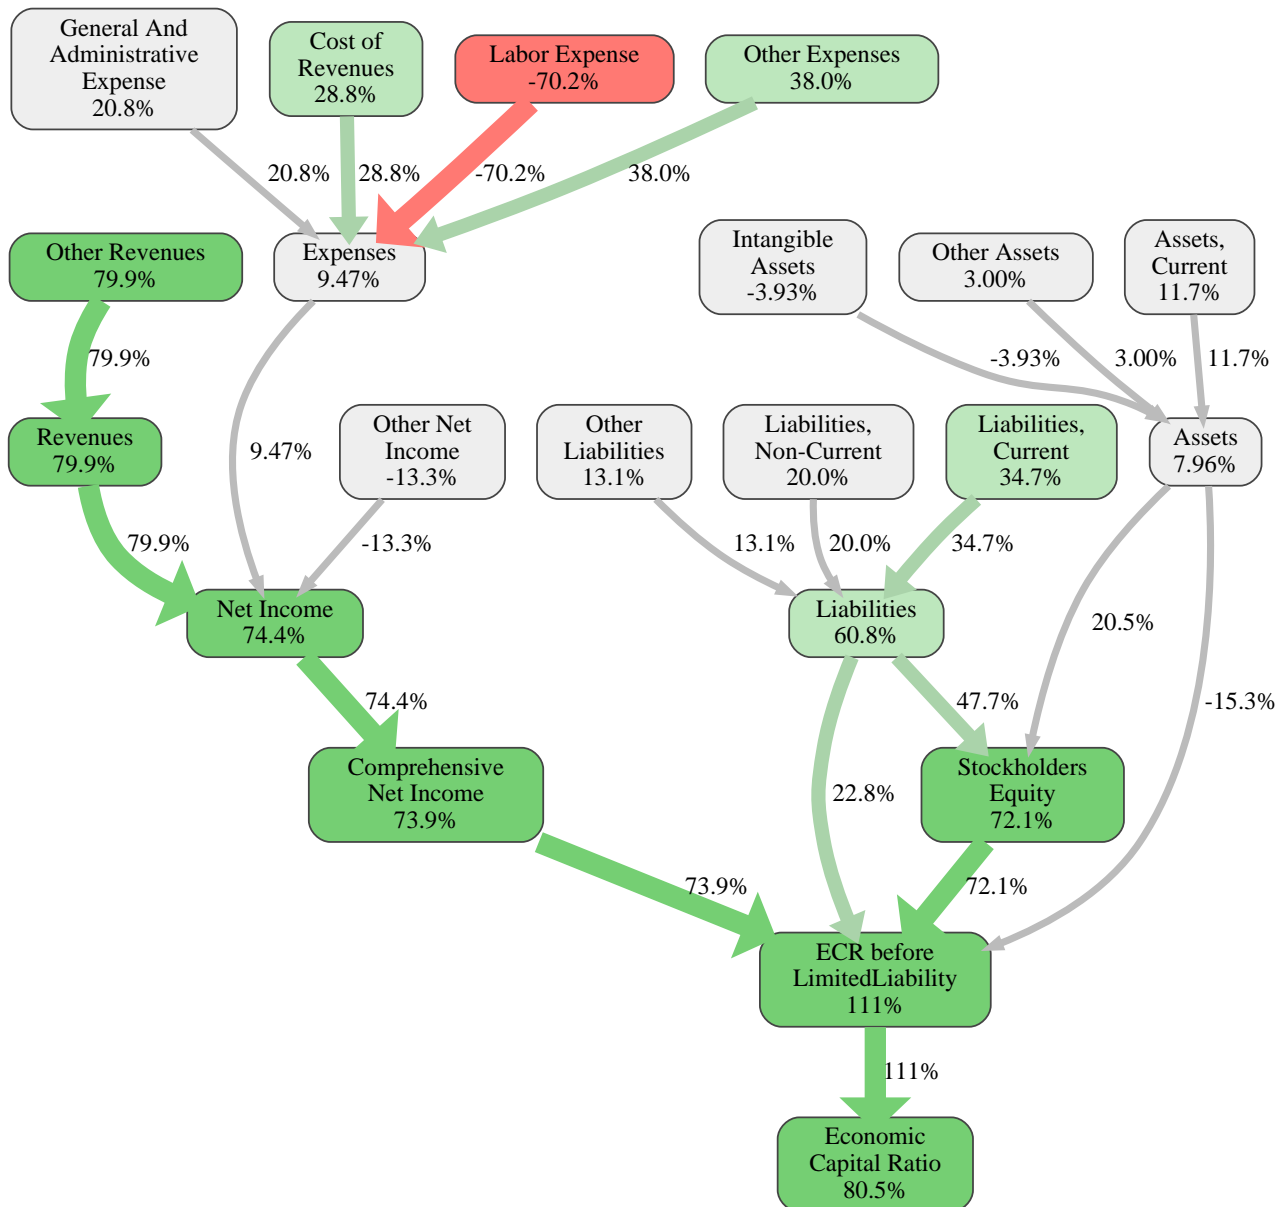 General And
Administrative
Expense
20.8%
Cost of
Revenues
28.8%
Labor Expense
-70.2%
Other Expenses
38.0%
20.8%
28.8%
-70.2%
38.0%
Other Revenues
79.9%
Expenses
9.47%
Intangible
Assets
-3.93%
Other Assets
3.00%
Assets,
Current
11.7%
79.9%
-3.93%
3.00%
11.7%
Revenues
79.9%
9.47%
Other Net
Income
-13.3%
Other
Liabilities
13.1%
Liabilities,
Non-Current
20.0%
Liabilities,
Current
34.7%
Assets
7.96%
79.9%
-13.3%
13.1%
20.0%
34.7%
Net Income
74.4%
Liabilities
60.8%
20.5%
74.4%
47.7%
-15.3%
Comprehensive
Net Income
73.9%
22.8%
Stockholders
Equity
72.1%
73.9%
72.1%
ECR before
LimitedLiability
111%
111%
Economic
Capital Ratio
80.5%